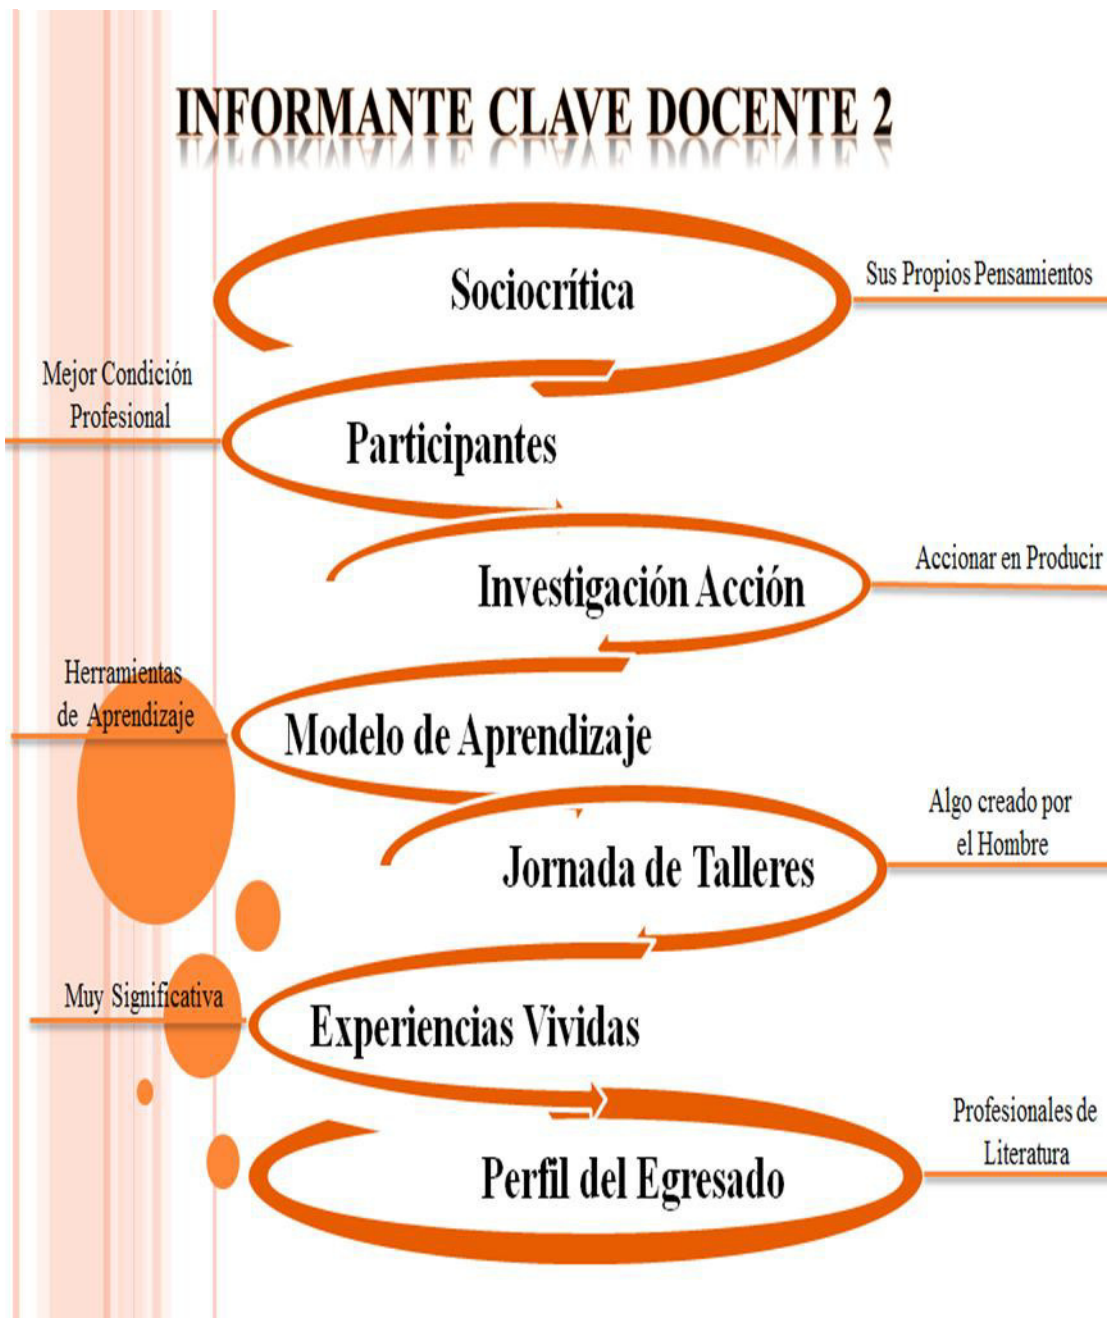 INFORMANTE CLAVE DOCENTE 2
Sociocrítica
Sus Propios Pensamientos
Mejor Condición
Profesional
Participantes
Investigación Acción
Accionar en Producir
Herramientas
de Aprendizaje
Modelo de Aprendizaje
Algo creado por
el Hombre
Jornada de Talleres
Muy Significativa
Experiencias Vividas
Profesionales de
Literatura
Perfil del Egresado